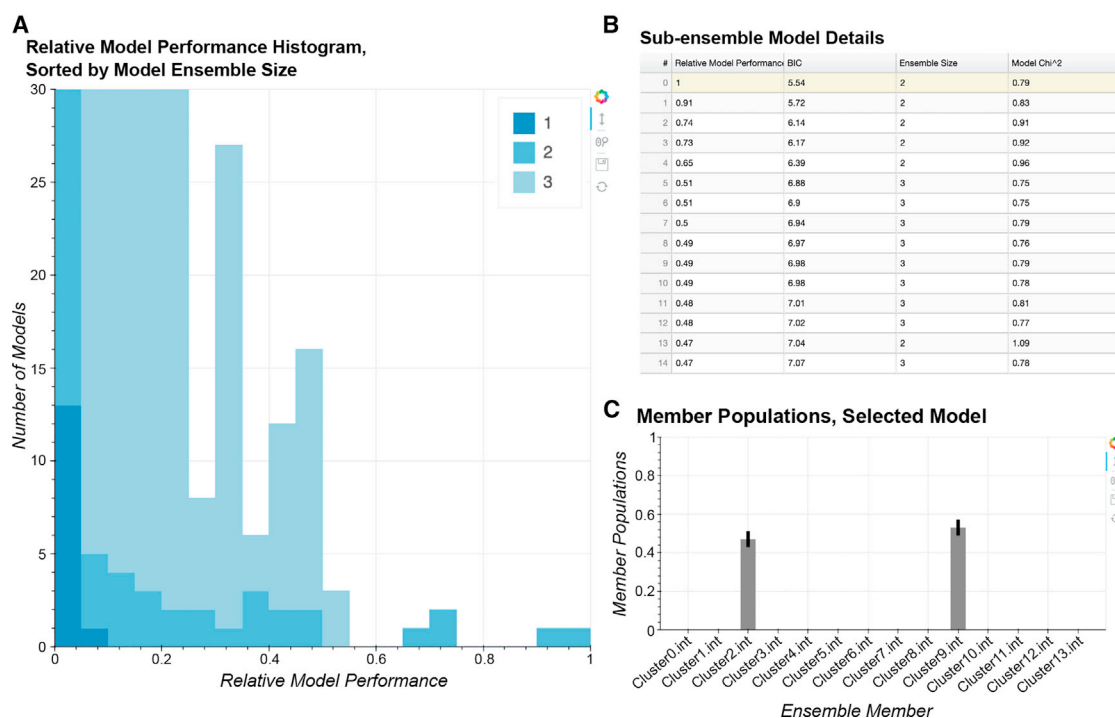 A
Relative Model Performance Histogram,
Sorted by Model Ensemble Size
30
25
20
15
10
5
0
Number of Models
1
2
3
0 0.2 0.4 0.6 0.8 1
Relative Model Performance
B
Sub-ensemble Model Details
# Relative Model Performance BIC Ensemble Size Model Chi^2
0 1 5.54 2 0.79
1 0.91 5.72 2 0.83
2 0.74 6.14 2 0.91
3 0.73 6.17 2 0.92
4 0.65 6.39 2 0.96
5 0.51 6.88 3 0.75
6 0.51 6.9 3 0.75
7 0.5 6.94 3 0.79
8 0.49 6.97 3 0.76
9 0.49 6.98 3 0.79
10 0.49 6.98 3 0.78
11 0.48 7.01 3 0.81
12 0.48 7.02 3 0.77
13 0.47 7.04 2 1.09
14 0.47 7.07 3 0.78
C
Member Populations, Selected Model
1
0.8
0.6
0.4
0.2
0
Member Populations
Cluster0.int
Cluster1.int
Cluster2.int
Cluster3.int
Cluster4.int
Cluster5.int
Cluster6.int
Cluster7.int
Cluster8.int
Cluster9.int
Cluster10.int
Cluster11.int
Cluster12.int
Cluster13.int
Ensemble Member